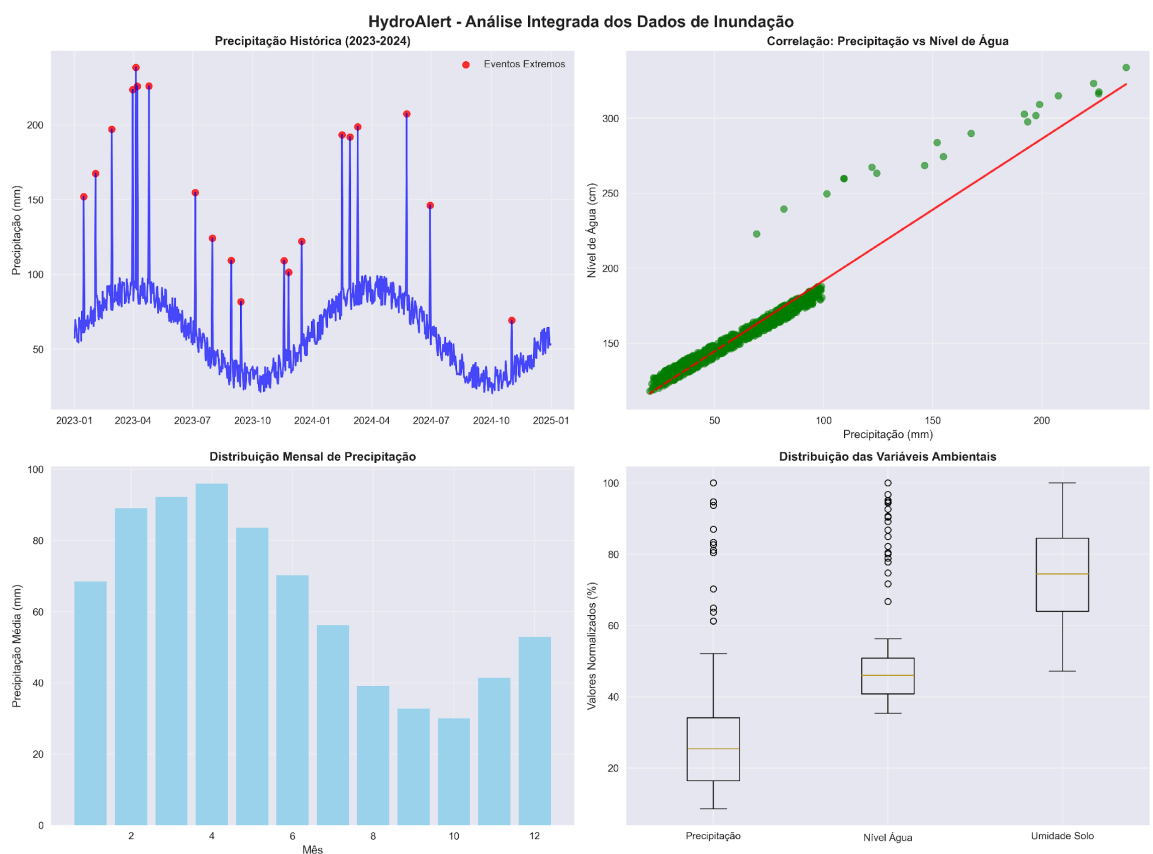 HydroAlert - Análise Integrada dos Dados de Inundação
Precipitação Histórica (2023-2024)
Eventos Extremos
Precipitação (mm)
200
150
100
50
2023-01
2023-04
2023-07
2023-10
2024-01
2024-04
2024-07
2024-10
2025-01
Correlação: Precipitação vs Nível de Água
Nível de Água (cm)
300
250
200
150
50
100
150
200
Precipitação (mm)
Distribuição Mensal de Precipitação
Precipitação Média (mm)
100
80
60
40
20
0
2
4
6
8
10
12
Mês
Distribuição das Variáveis Ambientais
Valores Normalizados (%)
100
80
60
40
20
Precipitação
Nível Água
Umidade Solo